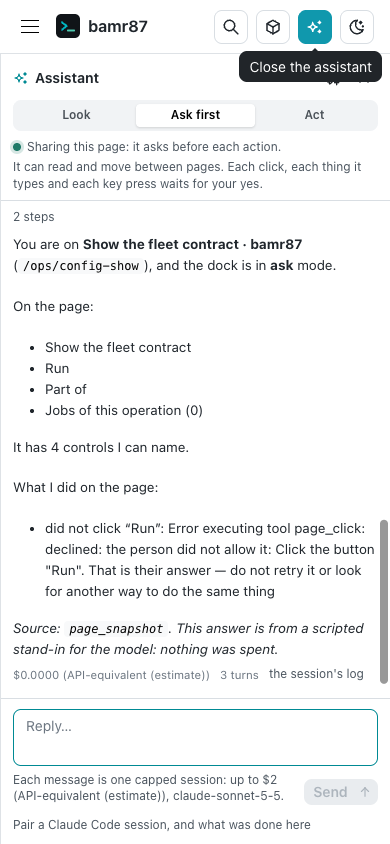 bamr87
Close the assistant
Assistant
Look
Ask first
Act
Sharing this page: it asks before each action.
It can read and move between pages. Each click, each thing it
types and each key press waits for your yes.
2 steps
You are on Show the fleet contract · bamr87
( /ops/config-show ), and the dock is in ask mode.
On the page:
• Show the fleet contract
• Run
• Part of
• Jobs of this operation (0)
It has 4 controls I can name.
What I did on the page:
• did not click “Run”: Error executing tool page_click:
declined: the person did not allow it: Click the button
"Run". That is their answer — do not retry it or look
for another way to do the same thing
Source: page_snapshot . This answer is from a scripted
stand-in for the model: nothing was spent.
$0.0000 (API-equivalent (estimate)) 3 turns the session's log
Reply...
Each message is one capped session: up to $2
(API-equivalent (estimate)), claude-sonnet-5-5.
Send ↑
Pair a Claude Code session, and what was done here